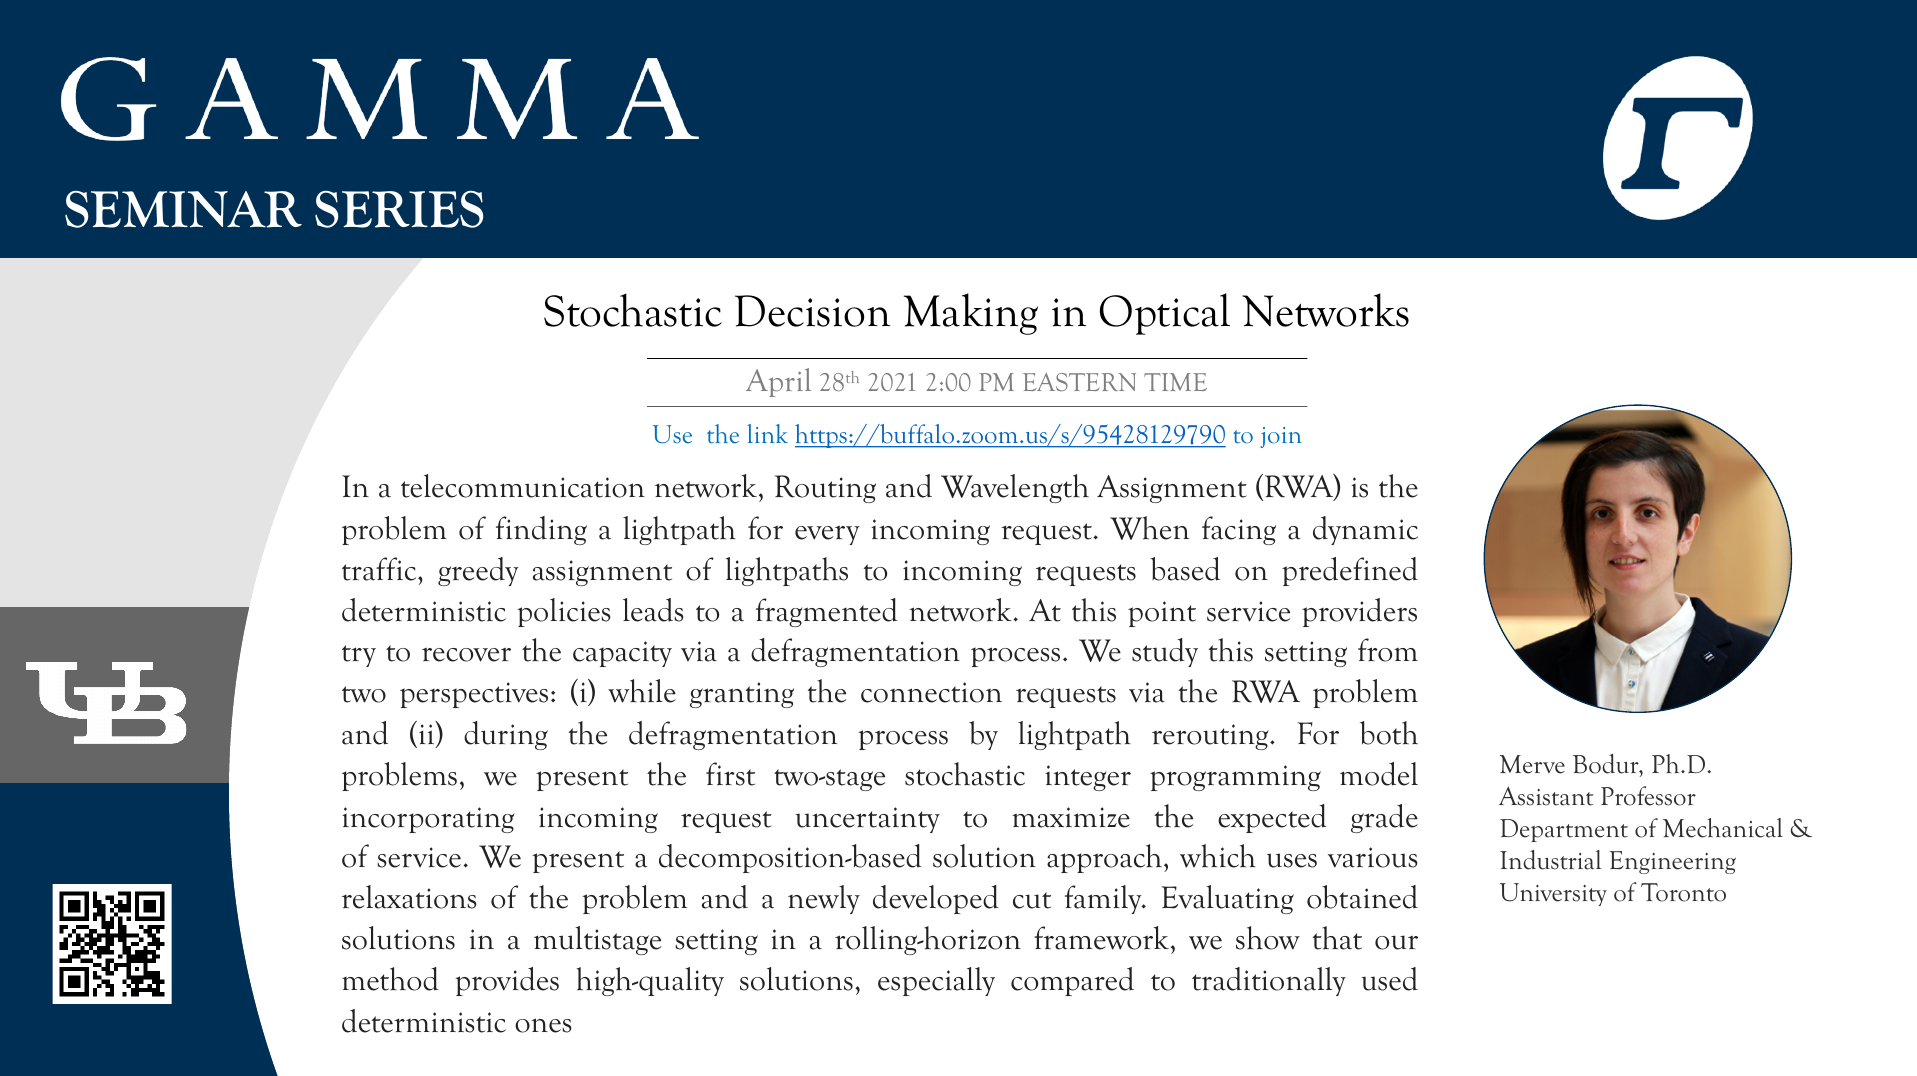 GAMMA
SEMINAR SERIES
Γ
Stochastic Decision Making in Optical Networks
April 28th 2021 2:00 PM EASTERN TIME
Use  the link https://buffalo.zoom.us/s/95428129790 to join
In a telecommunication network, Routing and Wavelength Assignment (RWA) is the
problem of finding a lightpath for every incoming request. When facing a dynamic
traffic, greedy assignment of lightpaths to incoming requests based on predefined
deterministic policies leads to a fragmented network. At this point service providers
try to recover the capacity via a defragmentation process. We study this setting from
two perspectives: (i) while granting the connection requests via the RWA problem
and (ii) during the defragmentation process by lightpath rerouting. For both
problems, we present the first two-stage stochastic integer programming model
incorporating incoming request uncertainty to maximize the expected grade
of service. We present a decomposition-based solution approach, which uses various
relaxations of the problem and a newly developed cut family. Evaluating obtained
solutions in a multistage setting in a rolling-horizon framework, we show that our
method provides high-quality solutions, especially compared to traditionally used
deterministic ones
UB
Merve Bodur, Ph.D.
Assistant Professor
Department of Mechanical &
Industrial Engineering
University of Toronto